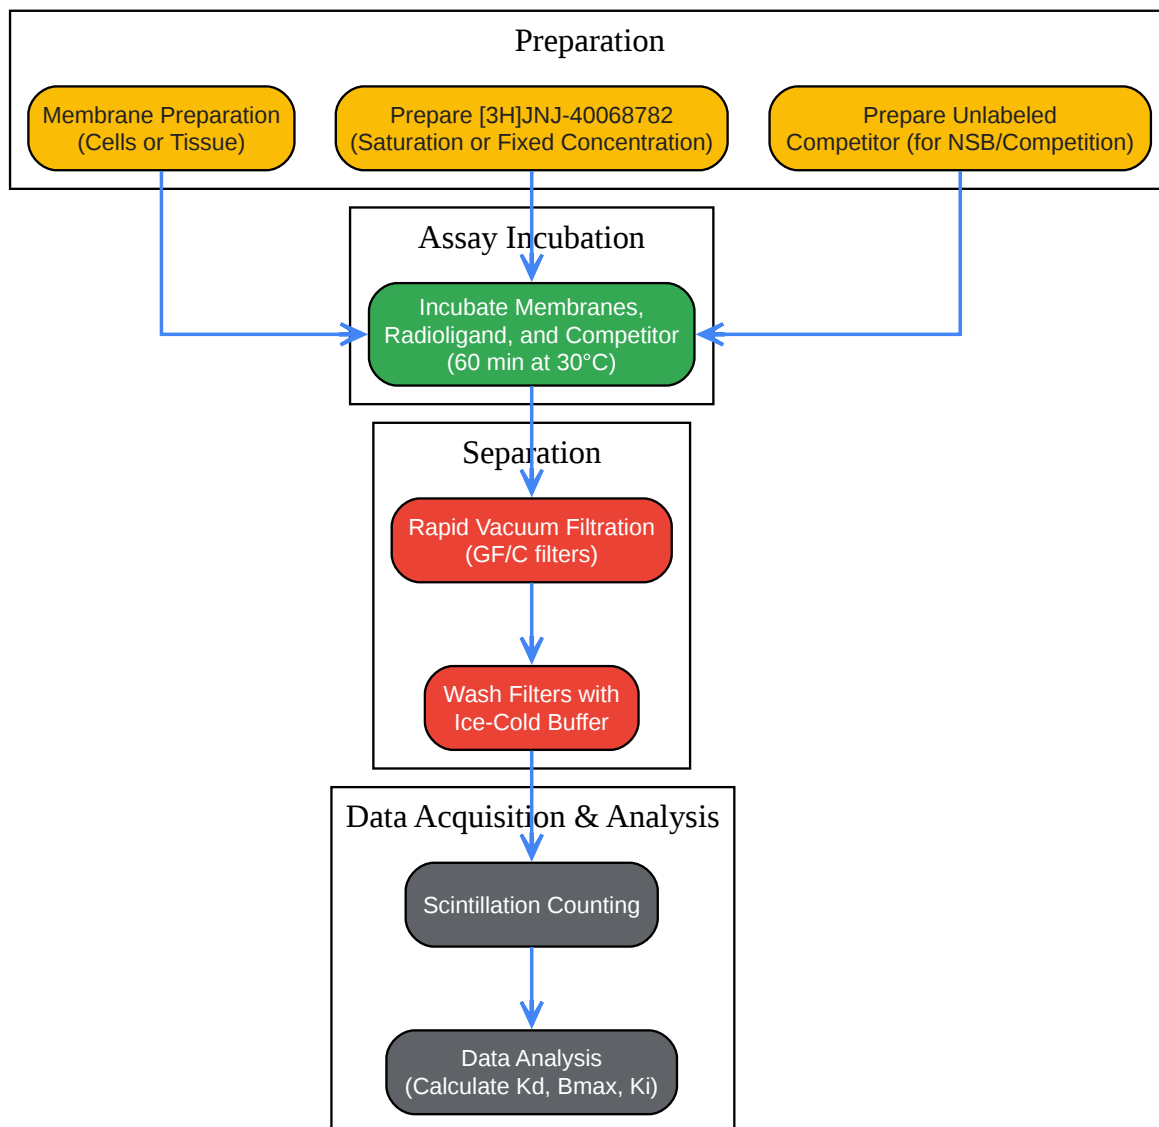 Preparation
Membrane Preparation
(Cells or Tissue)
Prepare [3H]JNJ-40068782
(Saturation or Fixed Concentration)
Prepare Unlabeled
Competitor (for NSB/Competition)
Assay Incubation
Incubate Membranes,
Radioligand, and Competitor
(60 min at 30°C)
Separation
Rapid Vacuum Filtration
(GF/C filters)
Wash Filters with
Ice-Cold Buffer
Data Acquisition & Analysis
Scintillation Counting
Data Analysis
(Calculate Kd, Bmax, Ki)